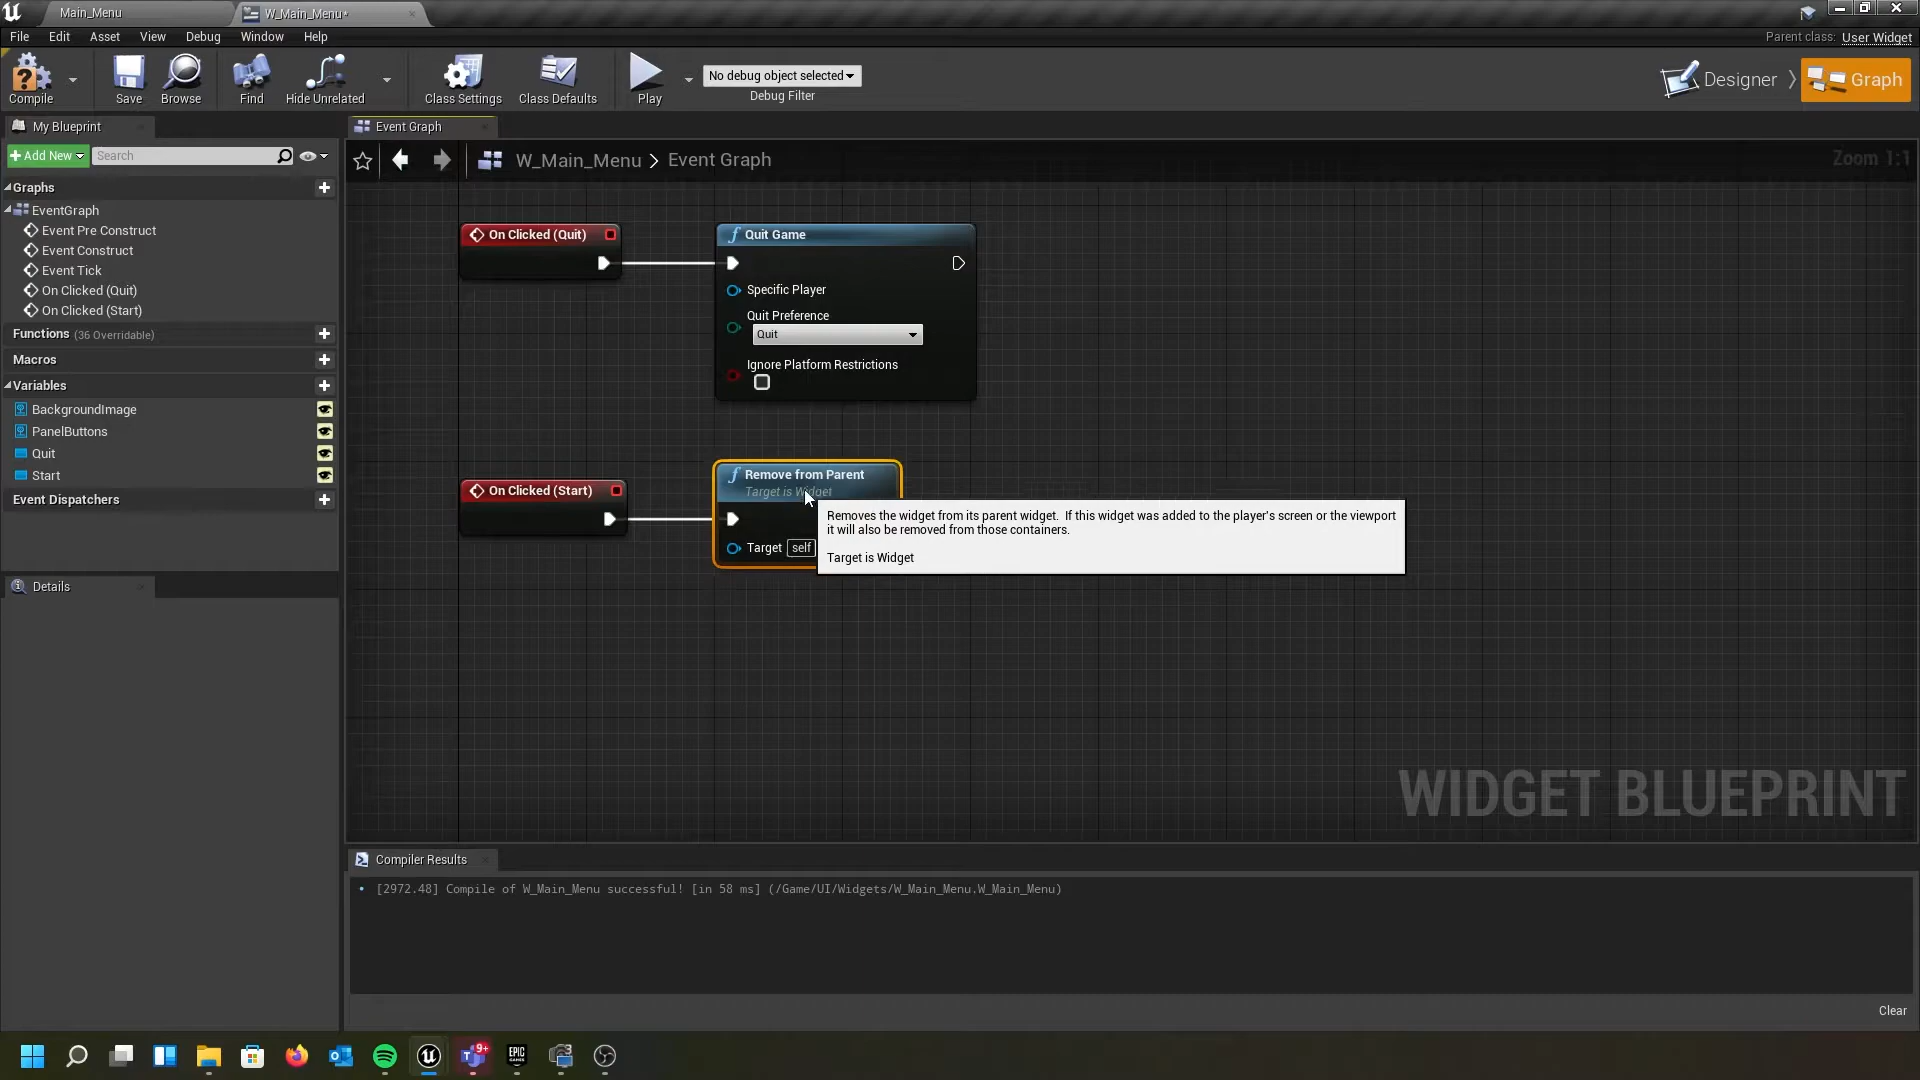 Main_Menu
W_Main_Menu*
File Edit Asset View Debug Window Help
Parent class: User Widget
Compile
Save
Browse
Find
Hide Unrelated
Class Settings
Class Defaults
Play
No debug object selected
Debug Filter
Designer
Graph
My Blueprint
Event Graph
Add New
Search
W_Main_Menu > Event Graph
Zoom 1:1
Graphs
EventGraph
Event Pre Construct
Event Construct
Event Tick
On Clicked (Quit)
On Clicked (Start)
Functions (36 Overridable)
Macros
Variables
BackgroundImage
PanelButtons
Quit
Start
Event Dispatchers
Details
On Clicked (Quit)
Quit Game
Specific Player
Quit Preference
Quit
Ignore Platform Restrictions
On Clicked (Start)
Remove from Parent
Target is Widget
Target self
Removes the widget from its parent widget. If this widget was added to the player's screen or the viewport
it will also be removed from those containers.
Target is Widget
WIDGET BLUEPRINT
Compiler Results
[2972.48] Compile of W_Main_Menu successful! [in 58 ms] (/Game/UI/Widgets/W_Main_Menu.W_Main_Menu)
Clear
9+
EPIC
GAMES